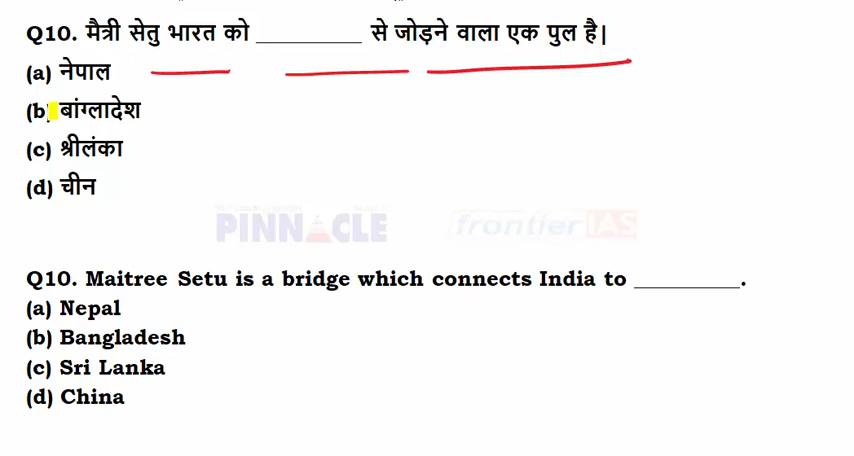 Q10. मैत्री सेतु भारत को __________ से जोड़ने वाला एक पुल है|
(a) नेपाल
(b) बांग्लादेश
(c) श्रीलंका
(d) चीन
PINNACLE frontierIAS
Q10. Maitree Setu is a bridge which connects India to __________.
(a) Nepal
(b) Bangladesh
(c) Sri Lanka
(d) China